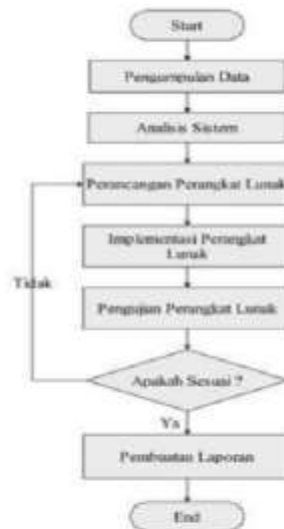 Start
Pengumpulan Data
Analisis Sistem
Perancangan Perangkat Lunak
Implementasi Perangkat
Lunak
Tidak
Pengujian Perangkat Lunak
Apakah Sesuai ?
Ya
Pembuatan Laporan
End